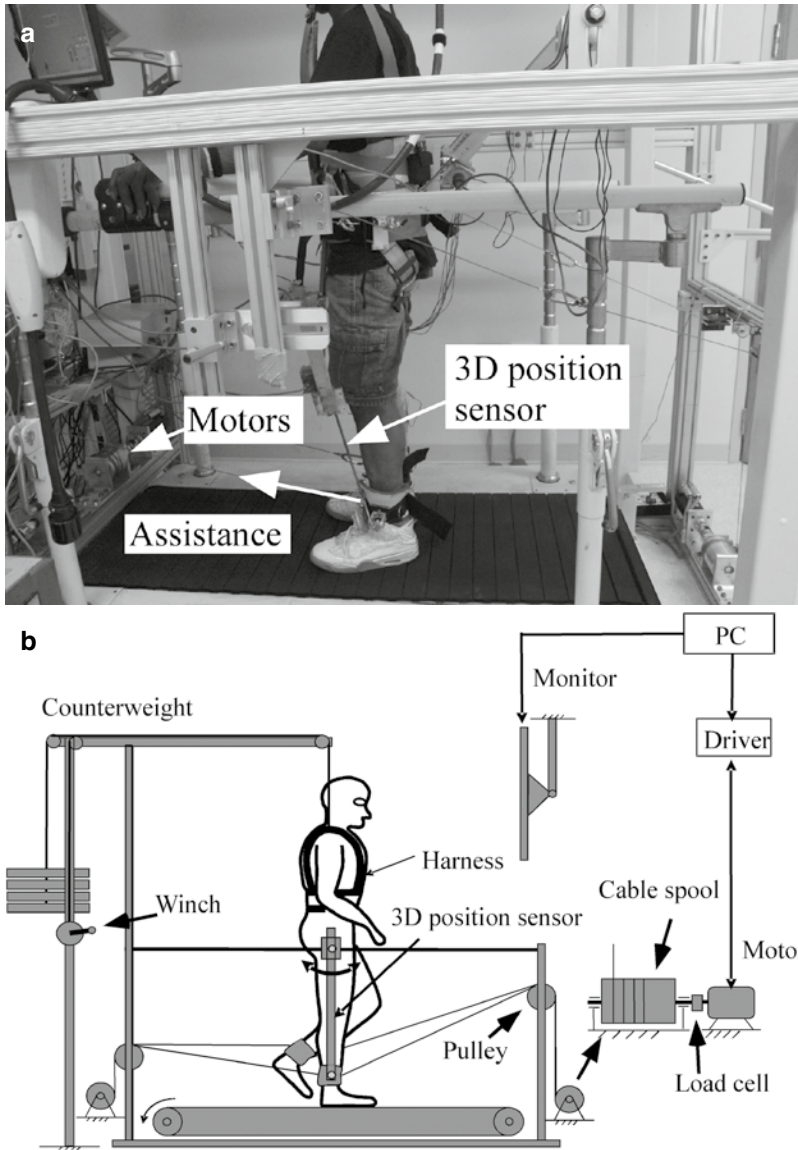 a
3D position
sensor
Motors
Assistance
b
PC
Monitor
Counterweight
Driver
Harness
Cable spool
Winch
3D position sensor
Moto
Pulley
Load cell